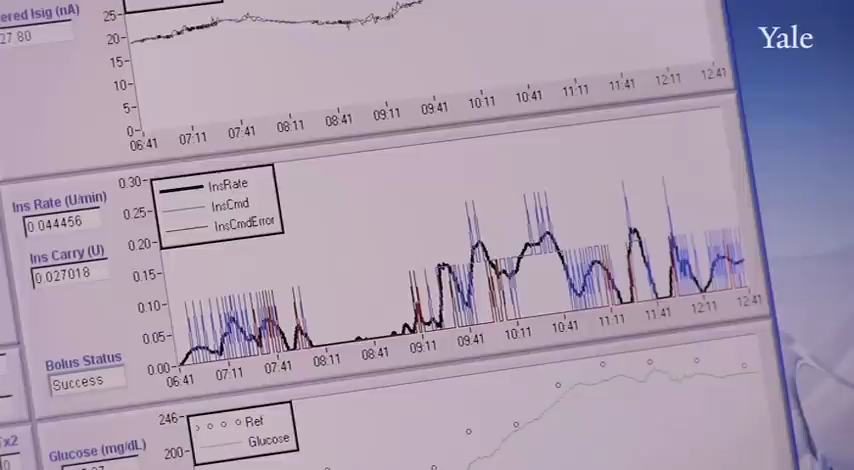 ered Isig (nA)
27.80
25
20
15
10
5
0
06:41 07:11 07:41 08:11 08:41 09:11 09:41 10:11 10:41 11:11 11:41 12:11 12:41
Yale
Ins Rate (U/min)
0.044456
Ins Carry (U)
0.027018
Bolus Status
Success
0.30
0.25
0.20
0.15
0.10
0.05
0.00
InsRate
InsCmd
InsCmdError
06:41 07:11 07:41 08:11 08:41 09:11 09:41 10:11 10:41 11:11 11:41 12:11 12:41
Tx2
Glucose (mg/dL)
246
200
Ref
Glucose